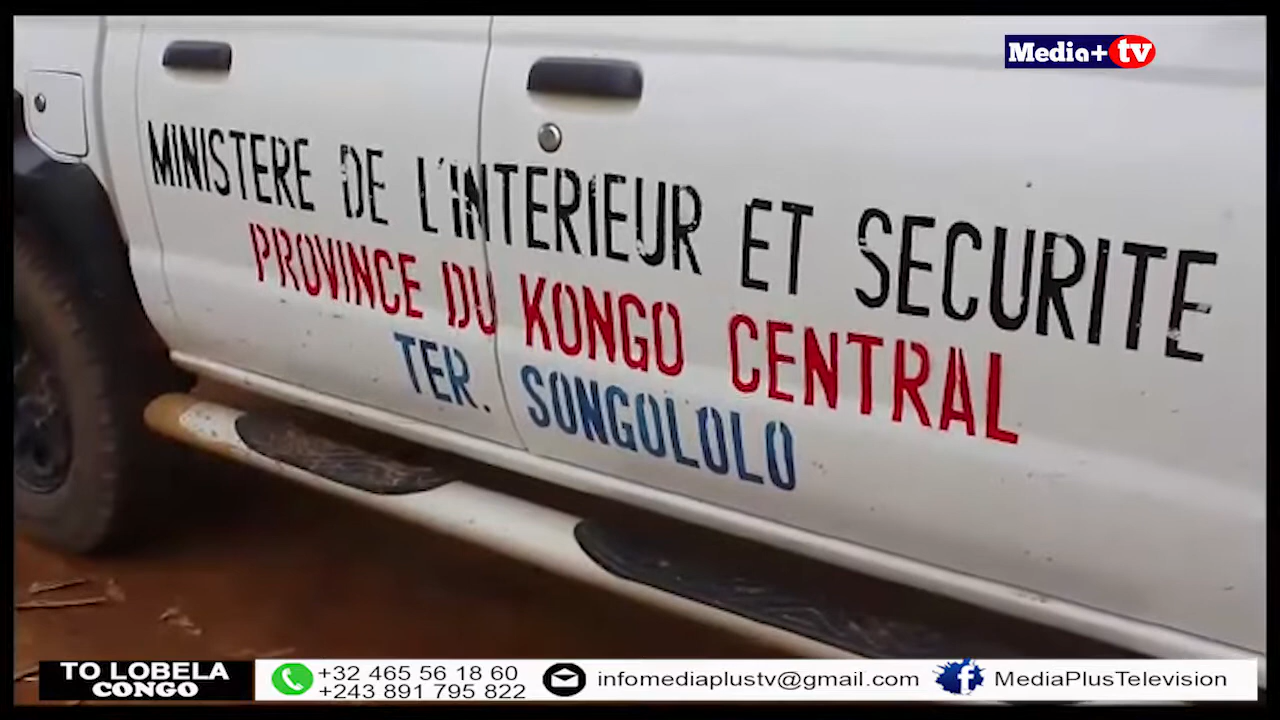 Media+ tv
MINISTERE DE L'INTERIEUR ET SECURITE
PROVINCE DU KONGO CENTRAL
TER. SONGOLOLO
TO LOBELA
CONGO
+32 465 56 18 60
+243 891 795 822
infomediaplustv@gmail.com
MediaPlusTelevision